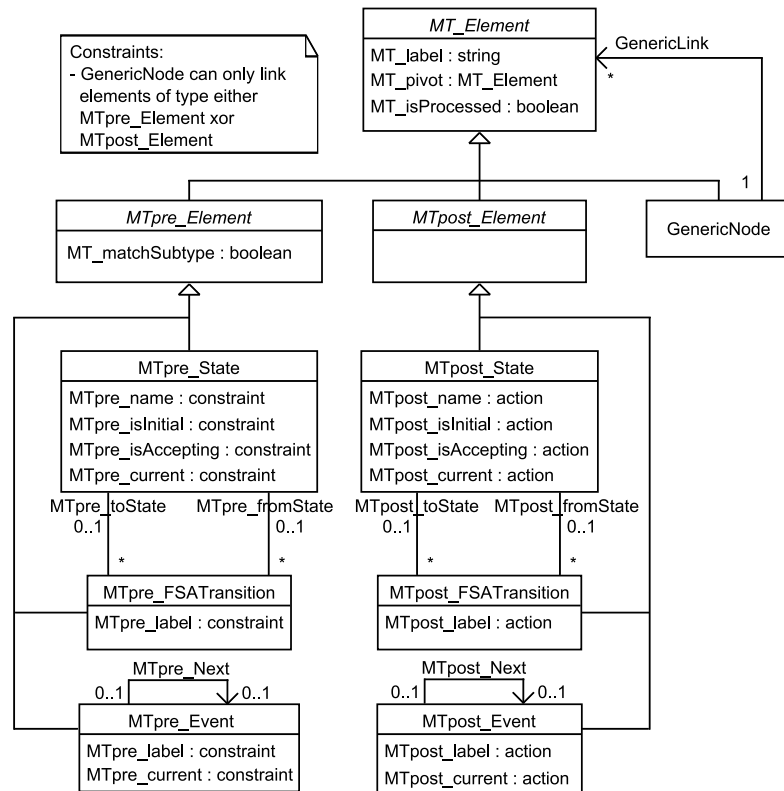 MT_Element
MT_label : string
MT_pivot : MT_Element
MT_isProcessed : boolean
Constraints:
- GenericNode can only link
elements of type either
MTpre_Element xor
MTpost_Element
GenericLink
*
1
GenericNode
MTpre_Element
MT_matchSubtype : boolean
MTpost_Element
MTpre_State
MTpre_name : constraint
MTpre_isInitial : constraint
MTpre_isAccepting : constraint
MTpre_current : constraint
MTpost_State
MTpost_name : action
MTpost_isInitial : action
MTpost_isAccepting : action
MTpost_current : action
MTpre_toState
0..1
*
MTpre_fromState
0..1
*
MTpost_toState
0..1
*
MTpost_fromState
0..1
*
MTpre_FSATransition
MTpre_label : constraint
MTpost_FSATransition
MTpost_label : action
MTpre_Next
0..1
0..1
MTpost_Next
0..1
0..1
MTpre_Event
MTpre_label : constraint
MTpre_current : constraint
MTpost_Event
MTpost_label : action
MTpost_current : action